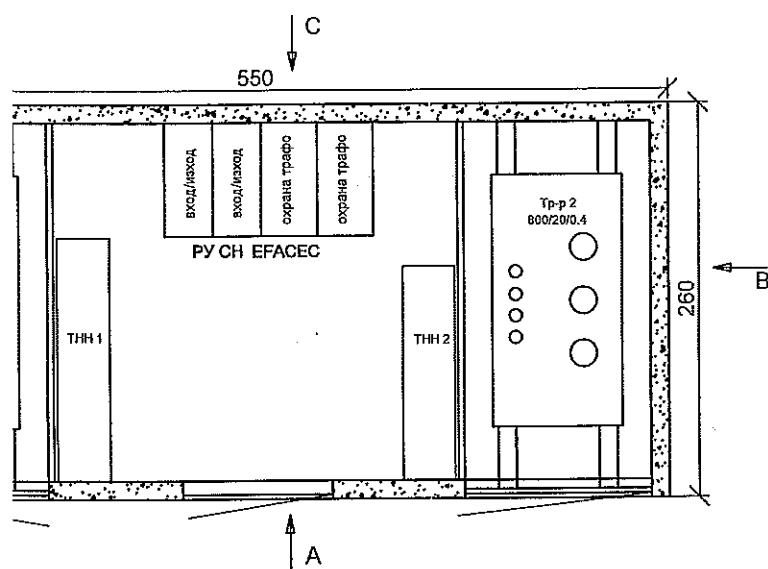 C
550
вход/изход
вход/изход
охрана трафо
охрана трафо
Тр-р 2
800/20/0.4
РУ СН EFACEC
B
260
ТНН 1
ТНН 2
A